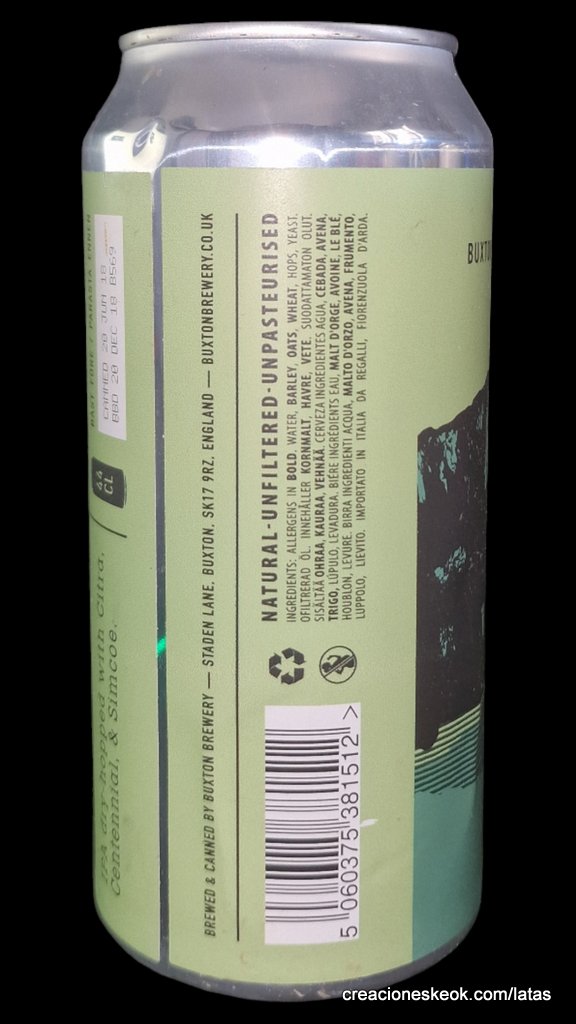 IPA dry-hopped with Citra,
Centennial, & Simcoe.
44
CL
BÄST FÖRE / PARASTA ENNEN
CANNED 20 JUN 18
BBD 20 DEC 18 B569
BREWED & CANNED BY BUXTON BREWERY — STADEN LANE, BUXTON, SK17 9RZ, ENGLAND — BUXTONBREWERY.CO.UK
NATURAL-UNFILTERED-UNPASTEURISED
INGREDIENTS: ALLERGENS IN BOLD. WATER, BARLEY, OATS, WHEAT, HOPS, YEAST.
OFILTRERAD ÖL. INNEHÅLLER KORNMALT, HAVRE, VETE. SUODATTAMATON OLUT.
SISÄLTÄÄ OHRAA, KAURAA, VEHNÄÄ. CERVEZA INGREDIENTES AGUA, CEBADA, AVENA,
TRIGO, LÚPULO, LEVADURA. BIÈRE INGRÉDIENTS EAU, MALT D'ORGE, AVOINE, LE BLÉ,
HOUBLON, LEVURE. BIRRA INGREDIENTI ACQUA, MALTO D'ORZO, AVENA, FRUMENTO,
LUPPOLO, LIEVITO. IMPORTATO IN ITALIA DA REGALLI, FIORENZUOLA D'ARDA.
5 060375 381512 >
creacioneskeok.com/latas